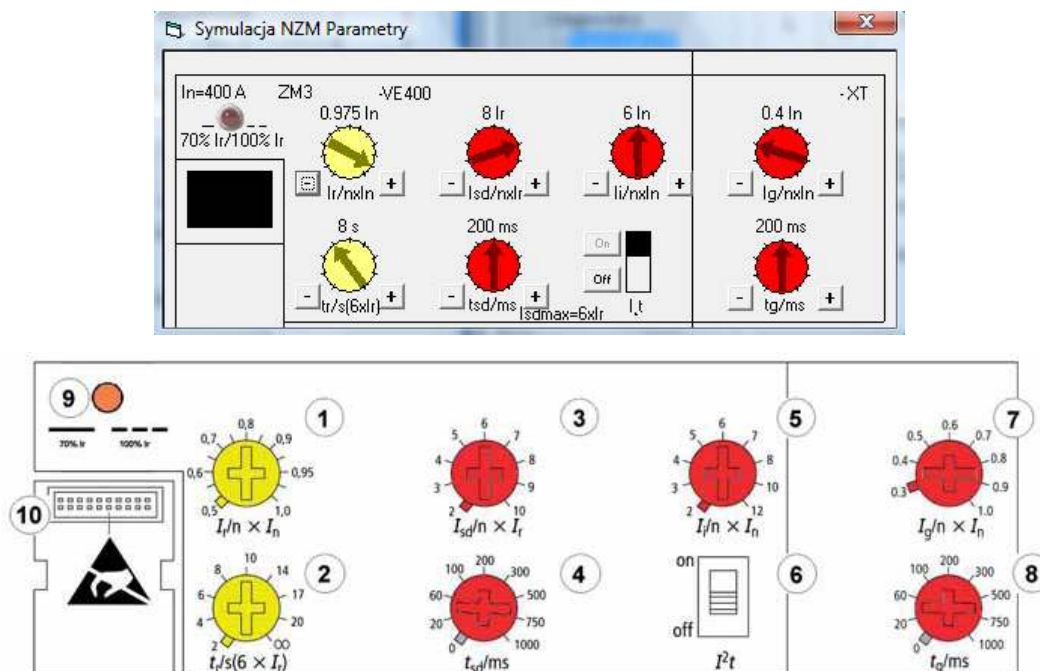 Symulacja NZM Parametry
In=400 A ZM3 -VE400 -XT
70% Ir/100% Ir
0.975 In 8 Ir 6 In 0.4 In
- Ir/nxIn + - Isd/nxIr + - Ii/nxIn + - Ig/nxIn +
8 s 200 ms On 200 ms
Off
- tr/s(6xIr) + - tsd/ms + I,t - tg/ms +
Isdmax=6xIr
9 1 3 5 7
70% Ir 100% Ir
0,5 0,6 0,7 0,8 0,9 0,95 1,0
2 3 4 5 6 7 8 9 10
2 3 4 5 6 7 8 10 12
0.3 0.4 0.5 0.6 0.7 0.8 0.9 1.0
10
Ir/n × In Isd/n × Ir Ii/n × In Ig/n × In
2 4 6 8
2 4 6 8 10 14 17 20 ∞
0 20 60 100 200 300 500 750 1000
on
off
0 20 60 100 200 300 500 750 1000
tr/s(6 × Ir) tsd/ms I²t tg/ms